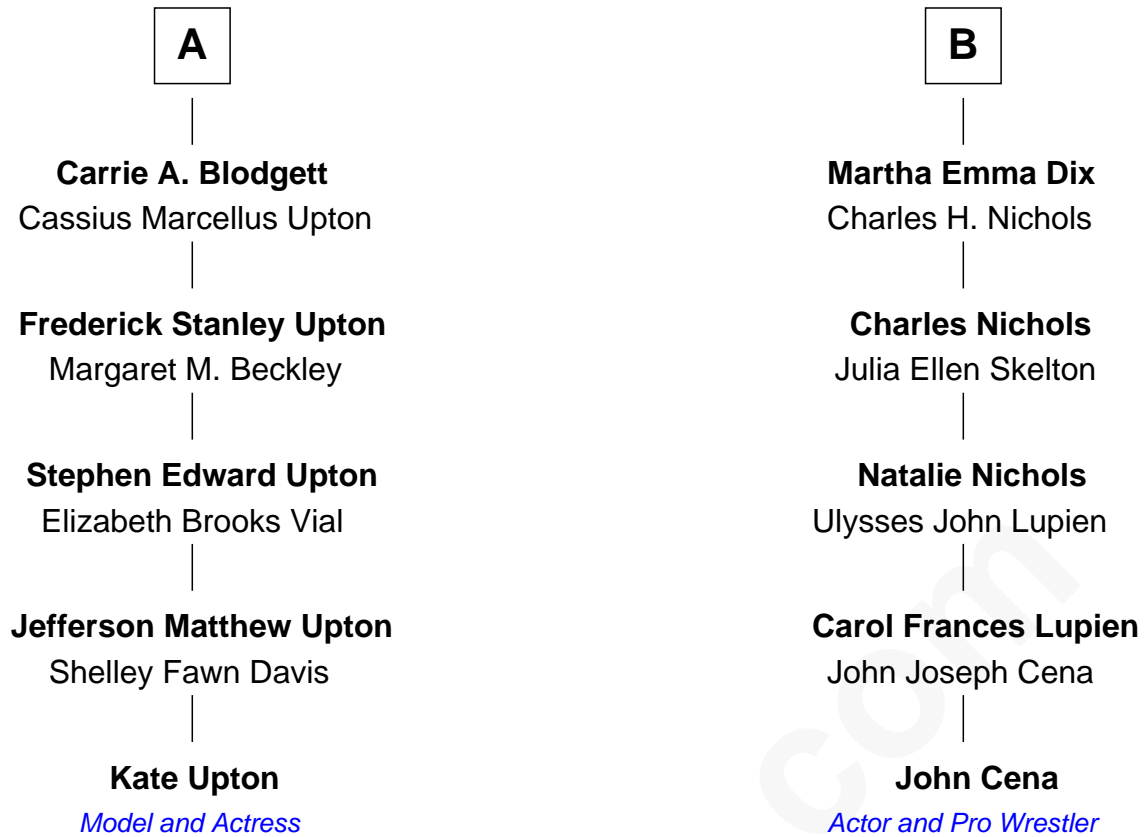 A
Carrie A. Blodgett
Cassius Marcellus Upton
Frederick Stanley Upton
Margaret M. Beckley
Stephen Edward Upton
Elizabeth Brooks Vial
Jefferson Matthew Upton
Shelley Fawn Davis
Kate Upton
Model and Actress
B
Martha Emma Dix
Charles H. Nichols
Charles Nichols
Julia Ellen Skelton
Natalie Nichols
Ulysses John Lupien
Carol Frances Lupien
John Joseph Cena
John Cena
Actor and Pro Wrestler
com